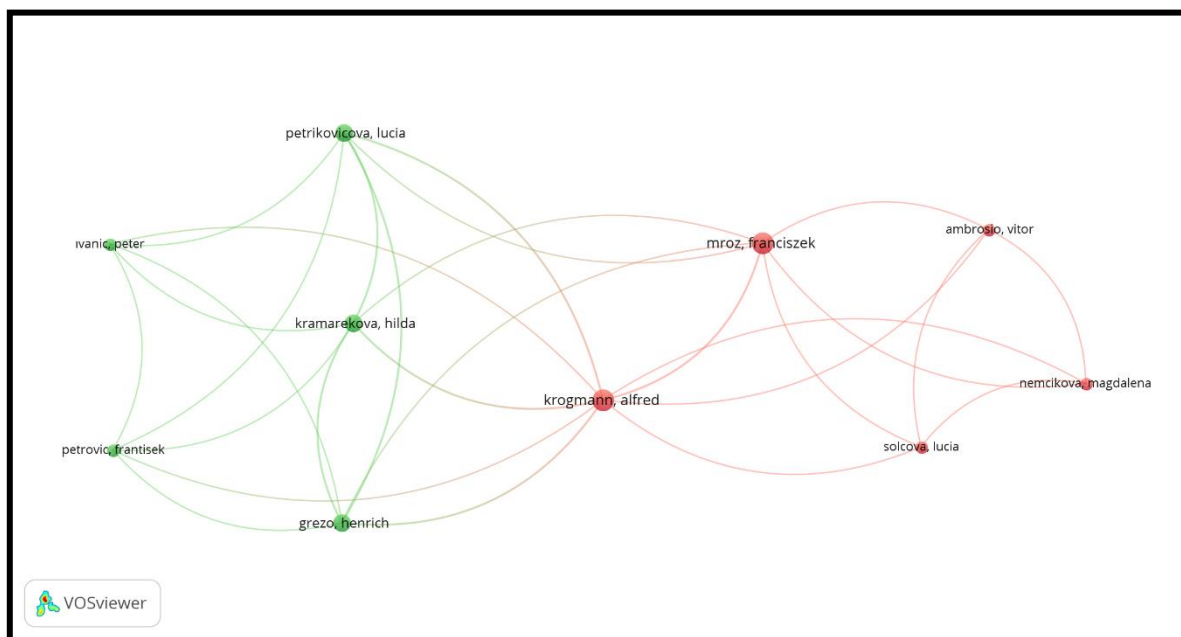 petrikovicova, lucia
ivanic, peter
mroz, franciszek
ambrosio, vitor
kramarekova, hilda
krogmann, alfred
nemcikova, magdalena
petrovic, frantisek
solcova, lucia
grezo, henrich
VOSviewer